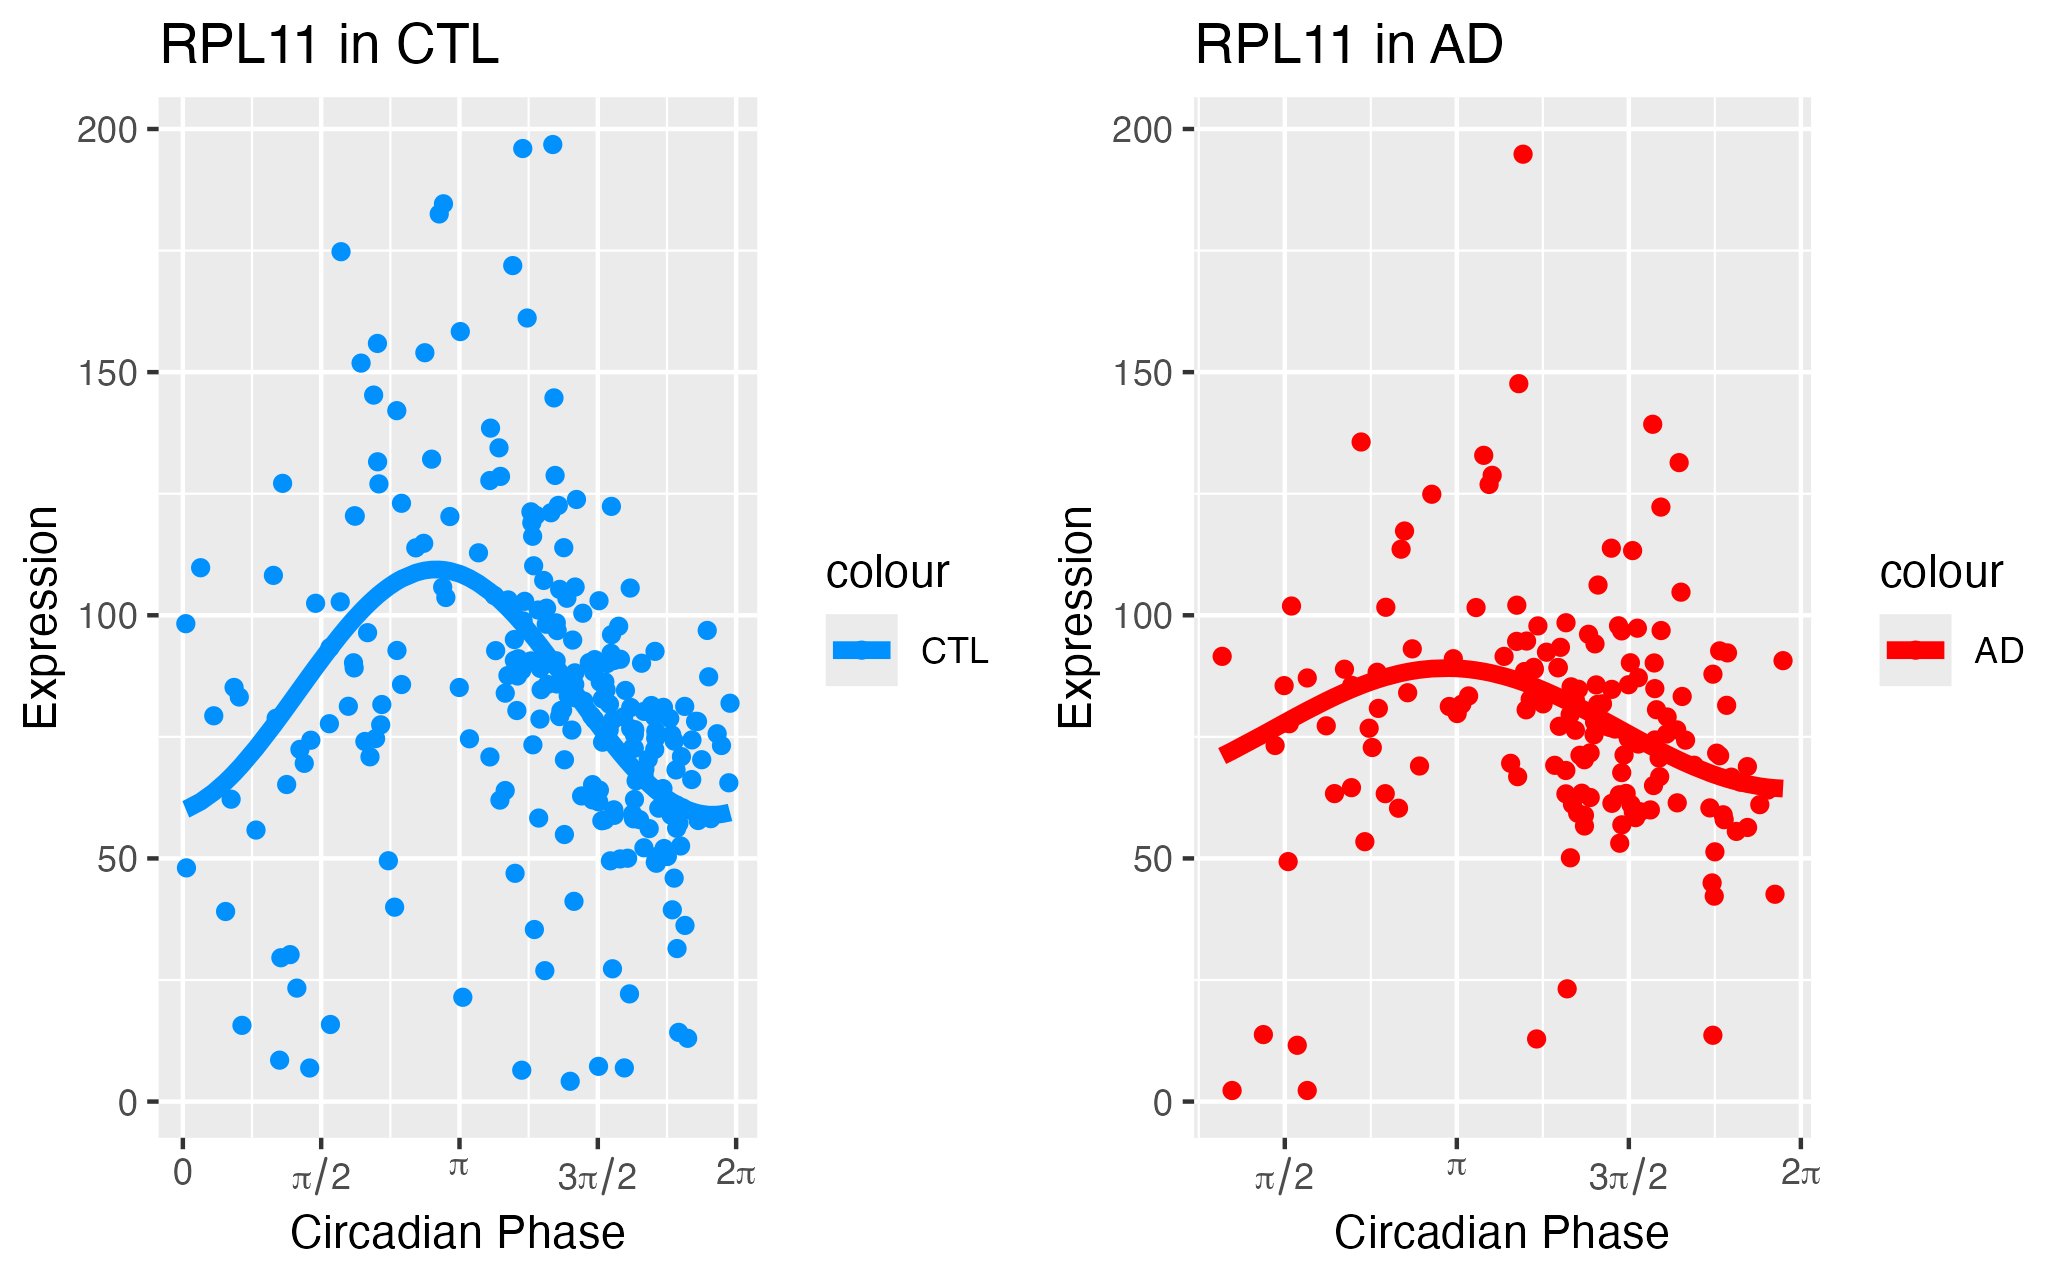 RPL11 in CTL
200
150
100
50
0
Expression
0
π/2
π
3π/2
2π
Circadian Phase
colour
CTL
RPL11 in AD
200
150
100
50
0
Expression
π/2
π
3π/2
2π
Circadian Phase
colour
AD